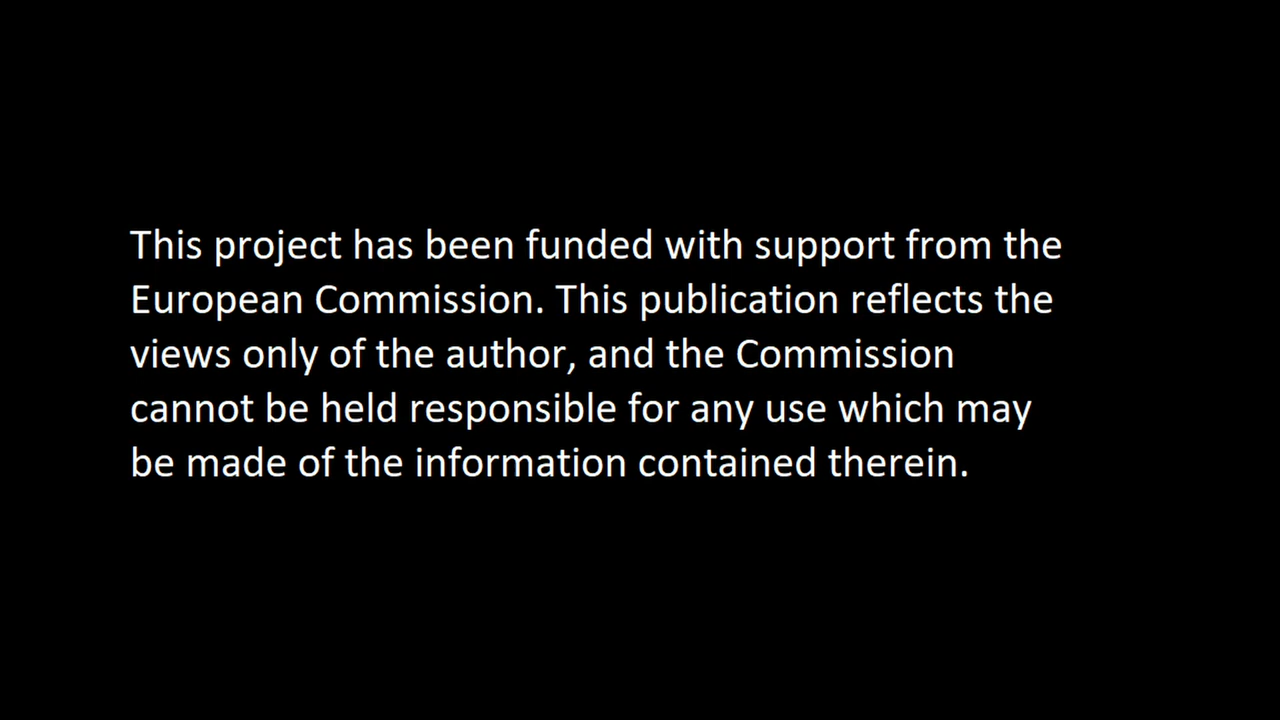 This project has been funded with support from the
European Commission. This publication reflects the
views only of the author, and the Commission
cannot be held responsible for any use which may
be made of the information contained therein.